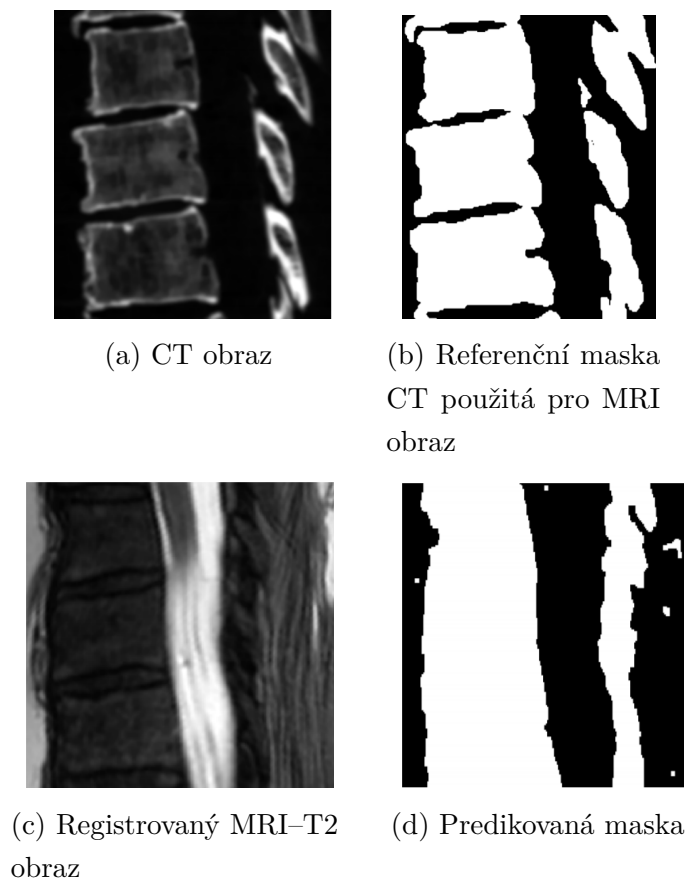 (a) CT obraz
(b) Referenční maska
CT použitá pro MRI
obraz
(c) Registrovaný MRI–T2
obraz
(d) Predikovaná maska